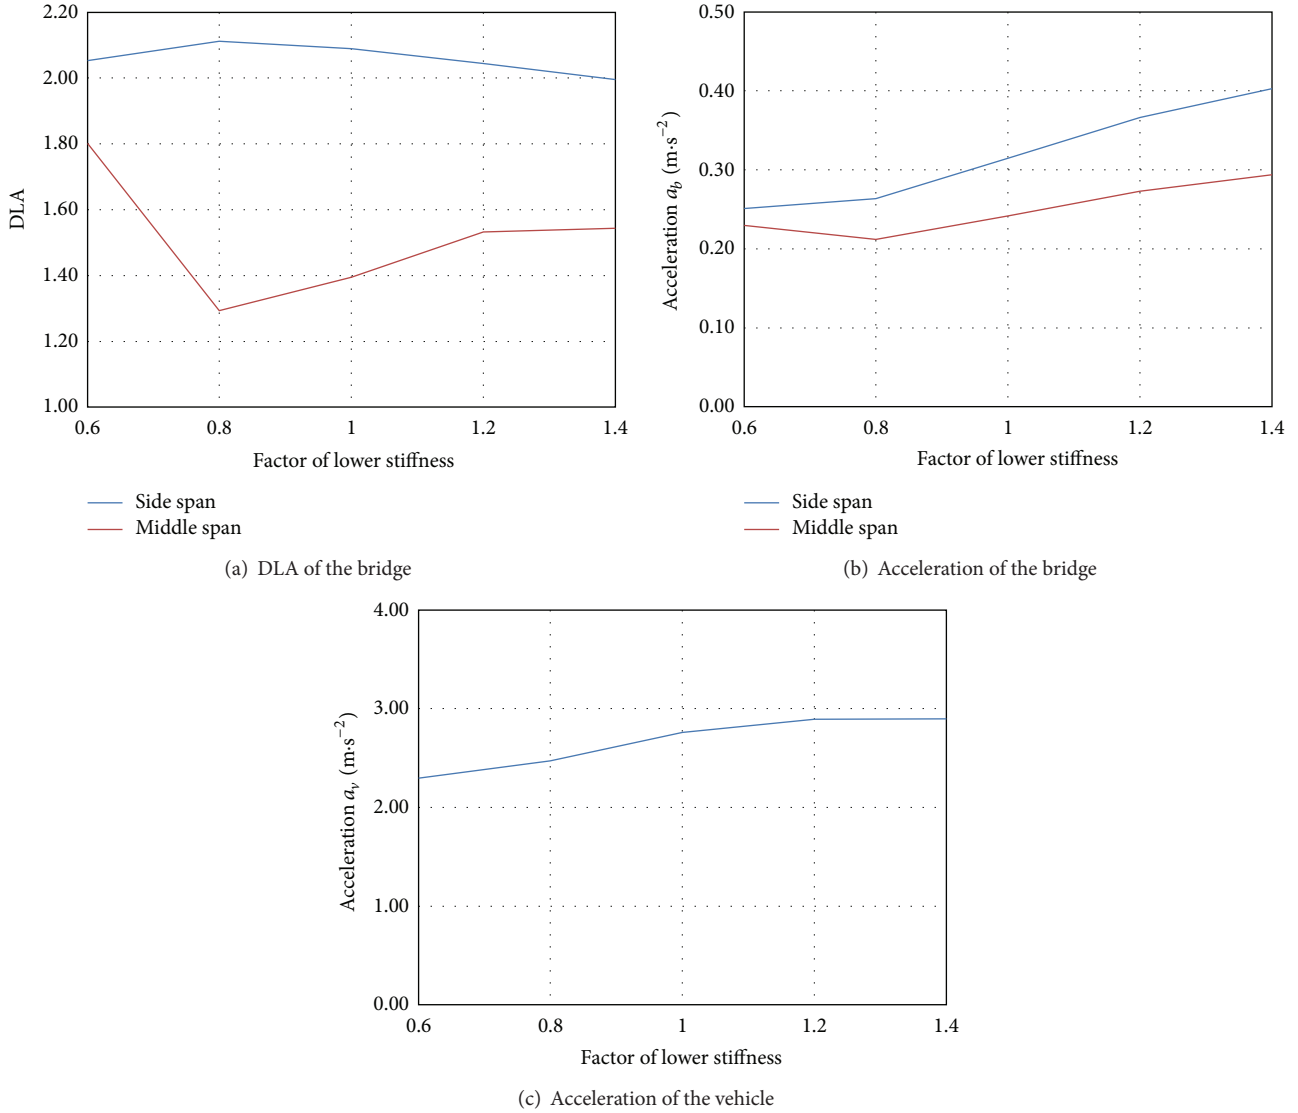 2.20
2.00
1.80
1.60
1.40
1.20
1.00
DLA
0.6 0.8 1 1.2 1.4
Factor of lower stiffness
Side span
Middle span
(a) DLA of the bridge
0.50
0.40
0.30
0.20
0.10
0.00
Acceleration a_b (m·s⁻²)
0.6 0.8 1 1.2 1.4
Factor of lower stiffness
Side span
Middle span
(b) Acceleration of the bridge
4.00
3.00
2.00
1.00
0.00
Acceleration a_v (m·s⁻²)
0.6 0.8 1 1.2 1.4
Factor of lower stiffness
(c) Acceleration of the vehicle